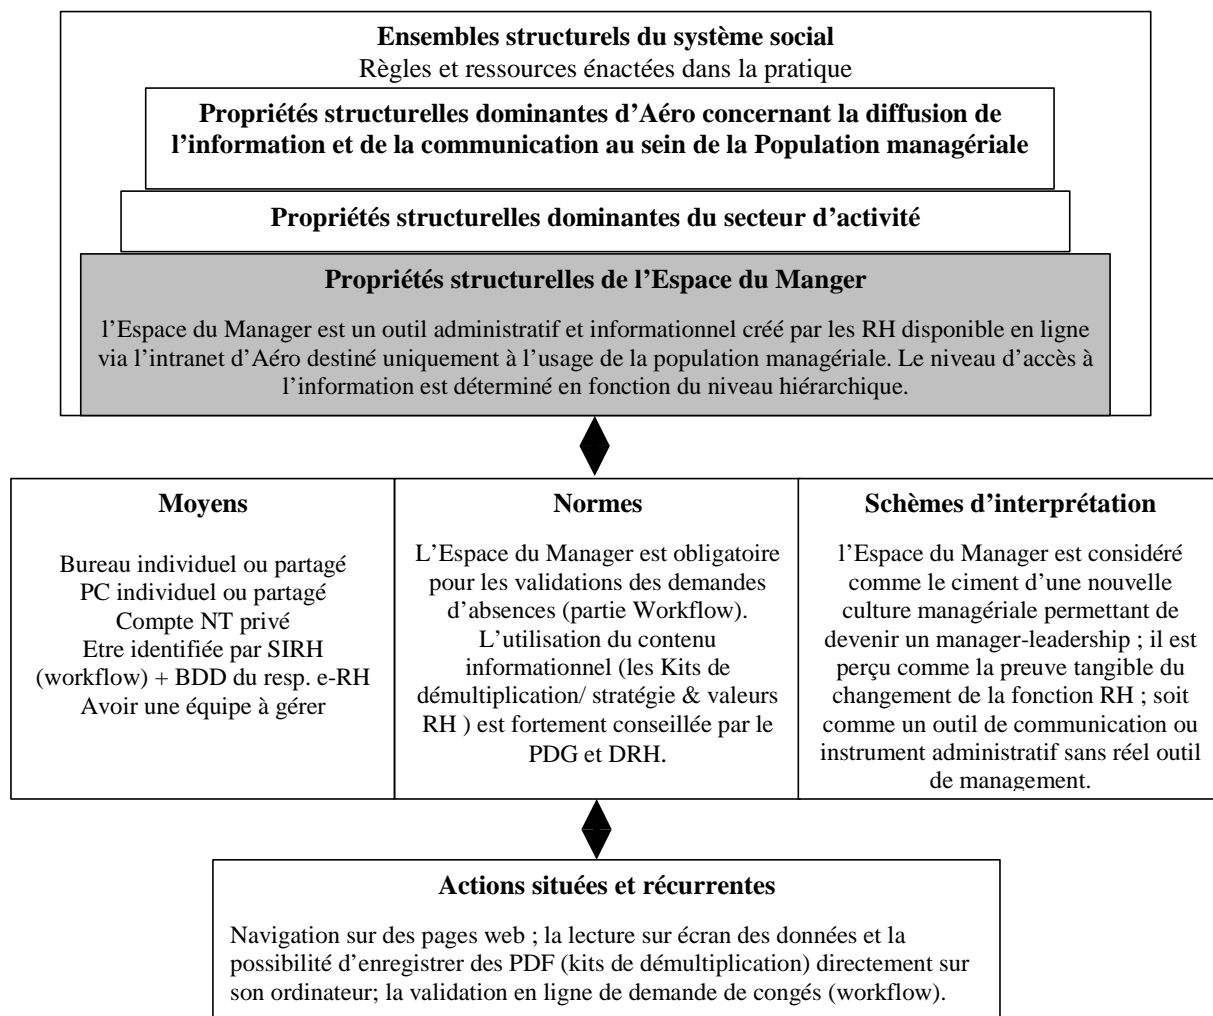 Ensembles structurels du système social
Règles et ressources énactées dans la pratique
Propriétés structurelles dominantes d’Aéro concernant la diffusion de
l’information et de la communication au sein de la Population managériale
Propriétés structurelles dominantes du secteur d’activité
Propriétés structurelles de l’Espace du Manger
l’Espace du Manager est un outil administratif et informationnel créé par les RH disponible en ligne
via l’intranet d’Aéro destiné uniquement à l’usage de la population managériale. Le niveau d’accès à
l’information est déterminé en fonction du niveau hiérarchique.
Moyens
Bureau individuel ou partagé
PC individuel ou partagé
Compte NT privé
Etre identifiée par SIRH
(workflow) + BDD du resp. e-RH
Avoir une équipe à gérer
Normes
L’Espace du Manager est obligatoire
pour les validations des demandes
d’absences (partie Workflow).
L’utilisation du contenu
informationnel (les Kits de
démultiplication/ stratégie & valeurs
RH ) est fortement conseillée par le
PDG et DRH.
Schèmes d’interprétation
l’Espace du Manager est considéré
comme le ciment d’une nouvelle
culture managériale permettant de
devenir un manager-leadership ; il est
perçu comme la preuve tangible du
changement de la fonction RH ; soit
comme un outil de communication ou
instrument administratif sans réel outil
de management.
Actions situées et récurrentes
Navigation sur des pages web ; la lecture sur écran des données et la
possibilité d’enregistrer des PDF (kits de démultiplication) directement sur
son ordinateur; la validation en ligne de demande de congés (workflow).